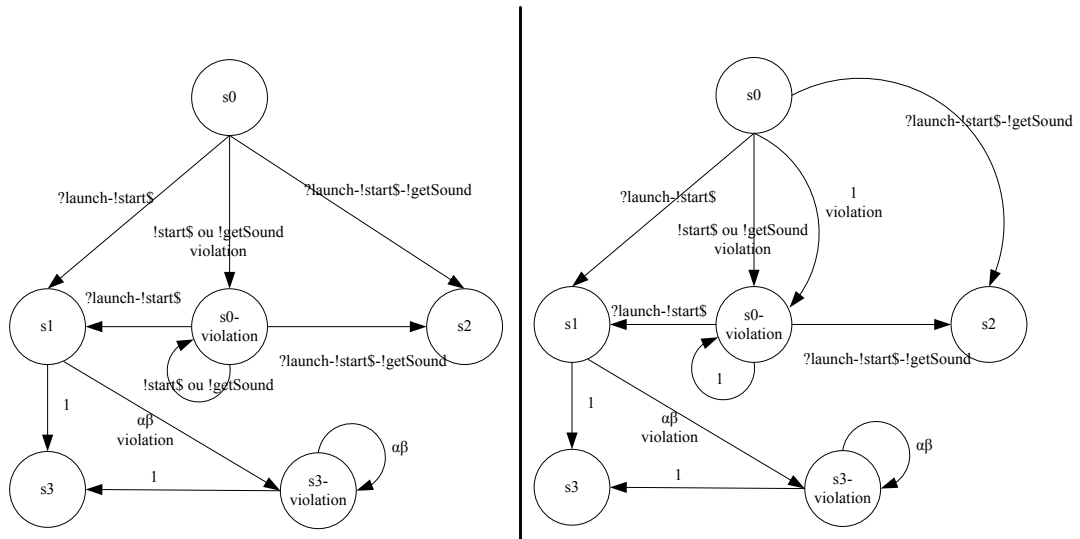 s0
?launch-!start$
?launch-!start$-!getSound
!start$ ou !getSound
violation
?launch-!start$
s1
s0-
violation
s2
?launch-!start$-!getSound
!start$ ou !getSound
1
αβ
violation
αβ
1
s3
s3-
violation
s0
?launch-!start$-!getSound
?launch-!start$
1
violation
!start$ ou !getSound
violation
?launch-!start$
s1
s0-
violation
s2
?launch-!start$-!getSound
1
1
αβ
violation
αβ
1
s3
s3-
violation